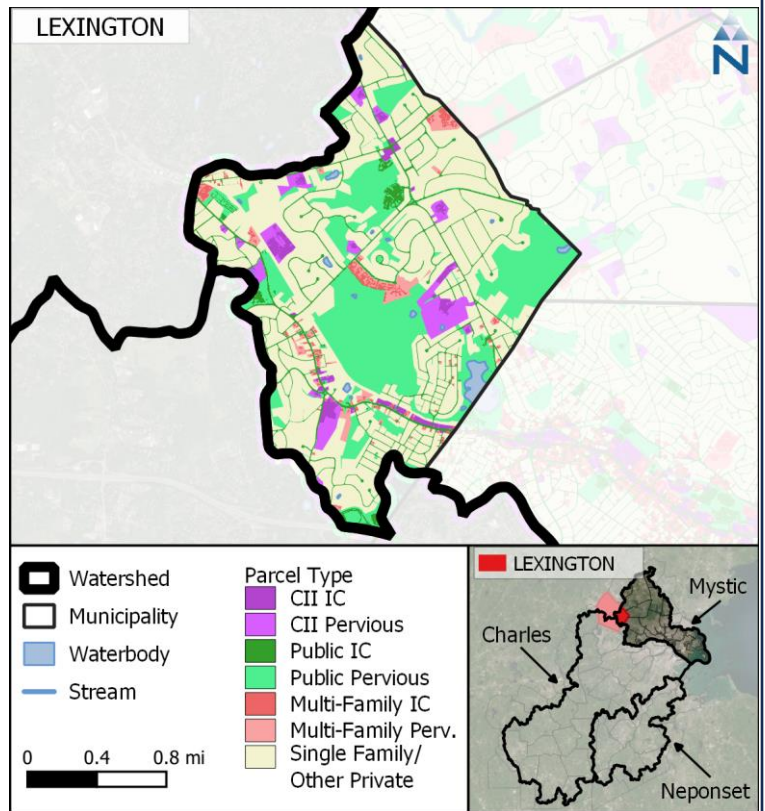 LEXINGTON
N
Watershed
Municipality
Waterbody
Stream
0 0.4 0.8 mi
Parcel Type
CII IC
CII Pervious
Public IC
Public Pervious
Multi-Family IC
Multi-Family Perv.
Single Family/
Other Private
LEXINGTON
Mystic
Charles
Neponset